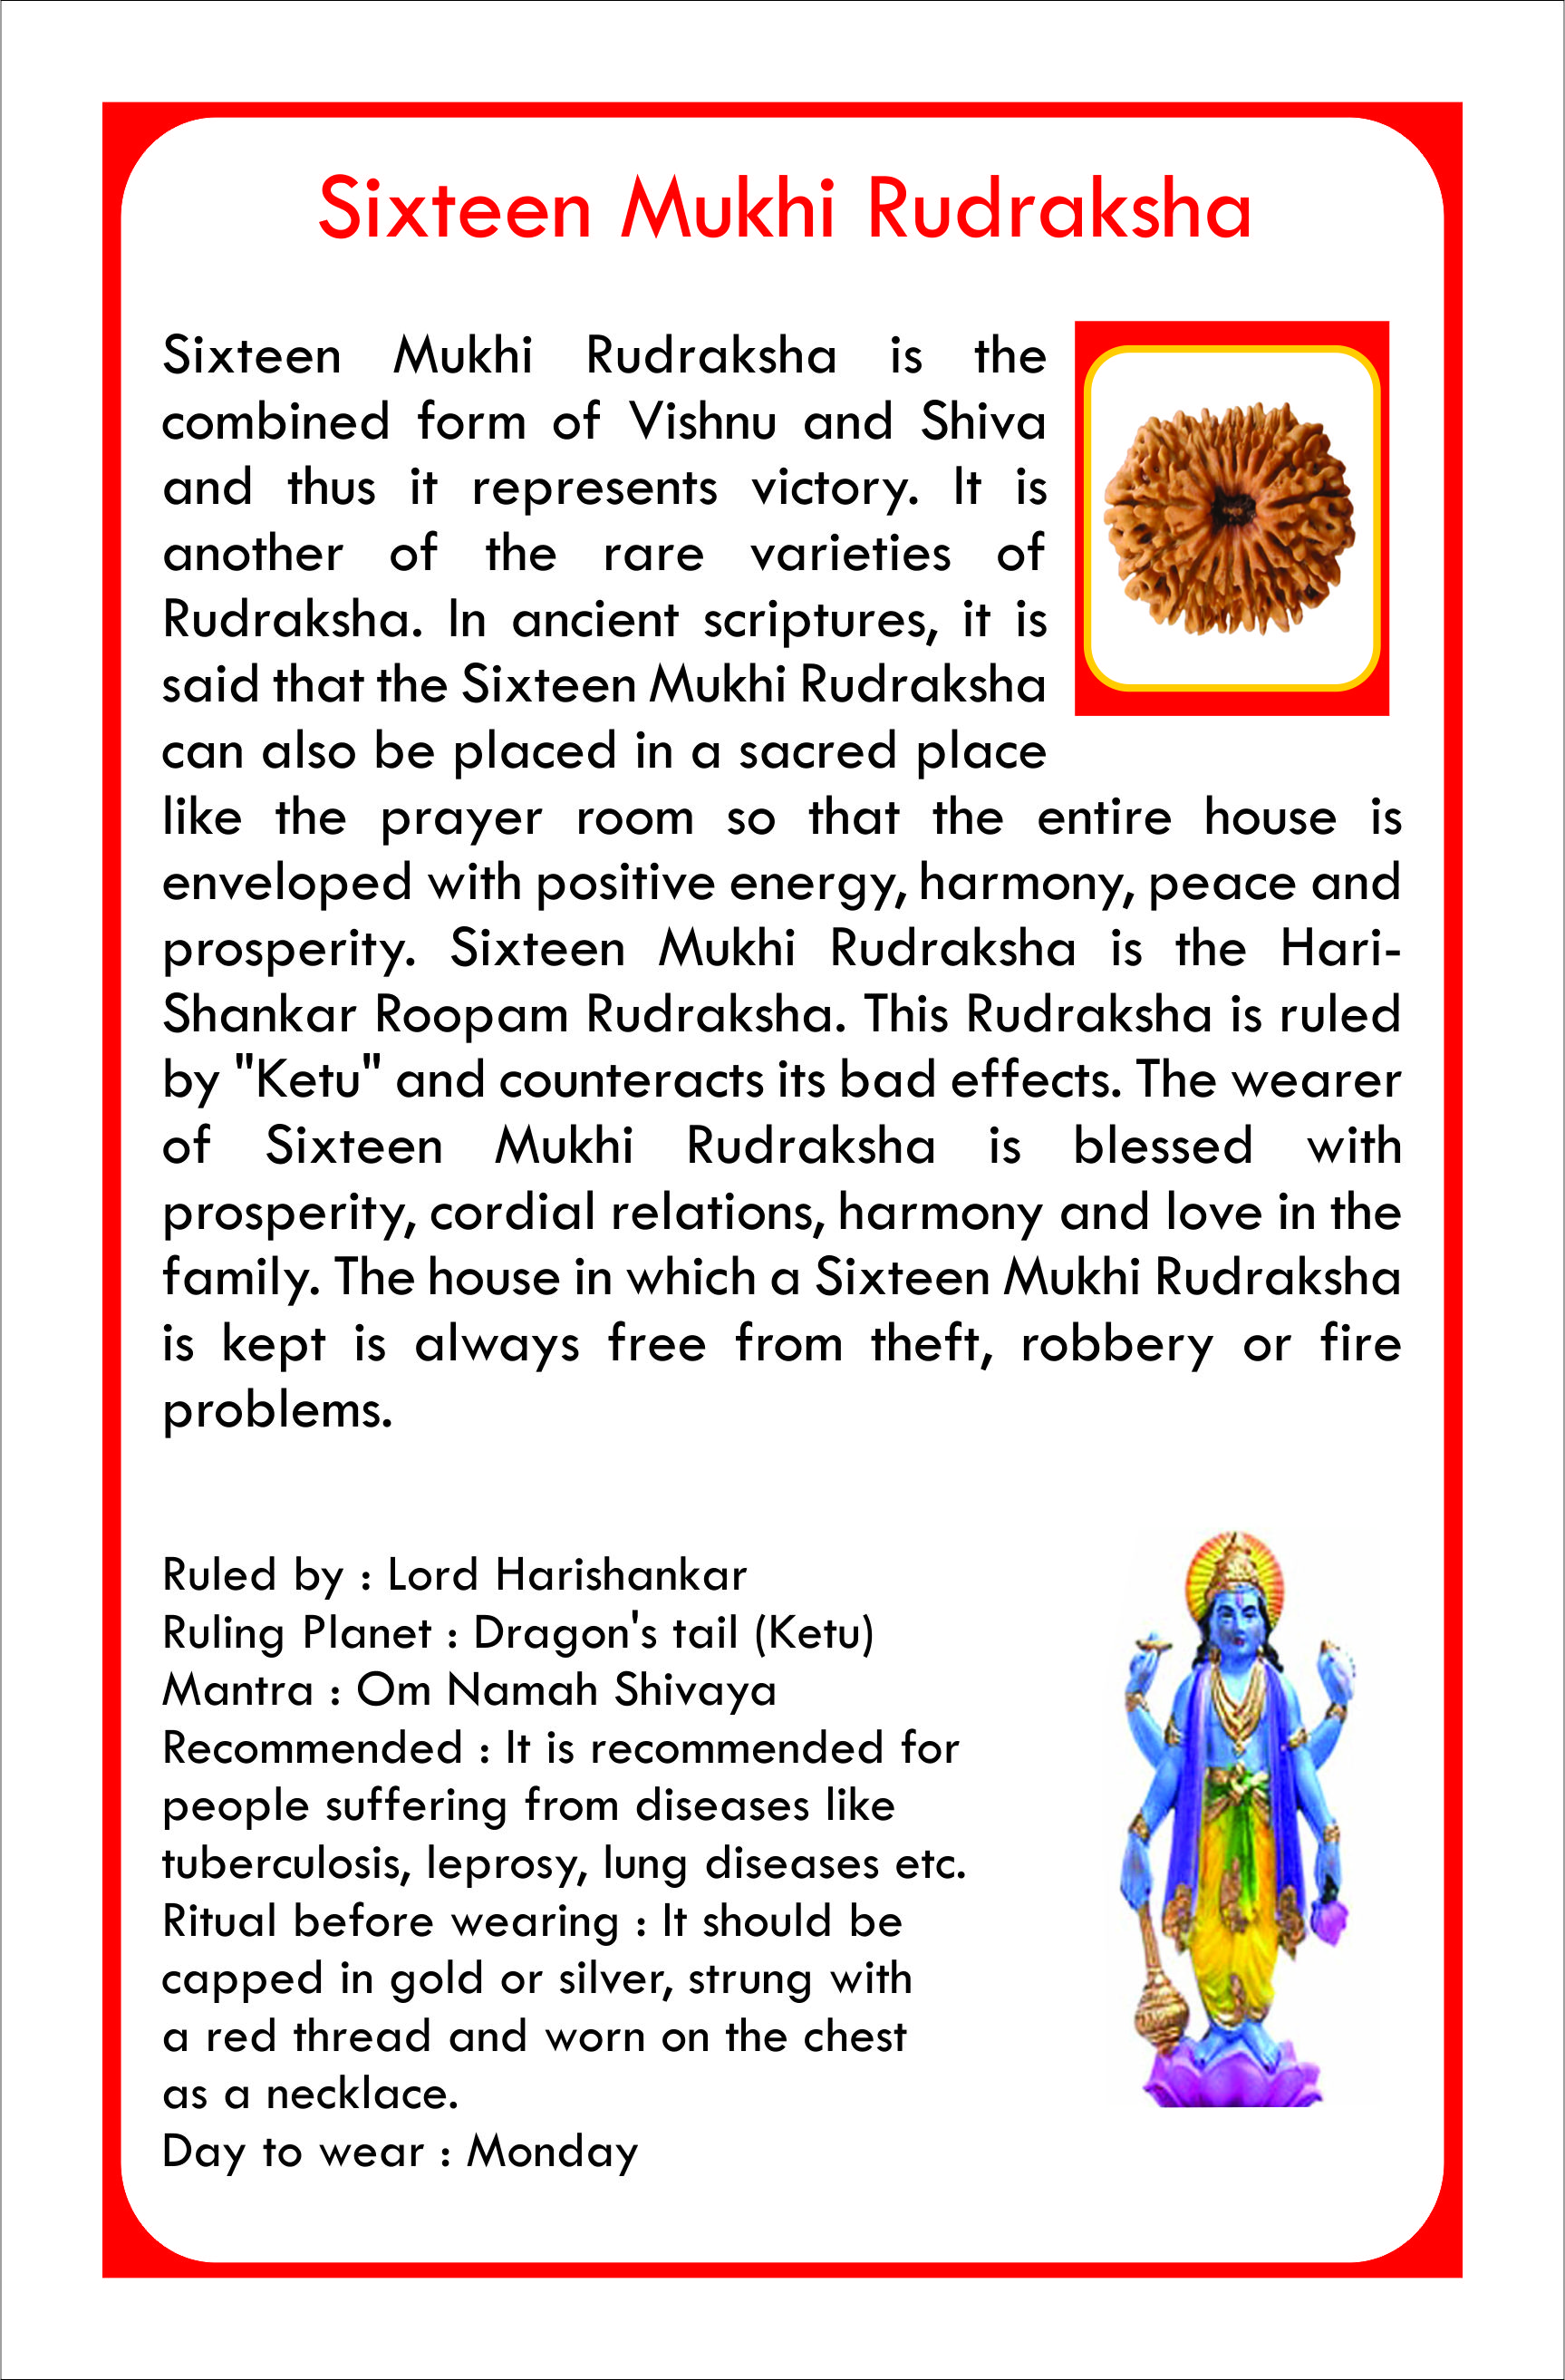 Sixteen Mukhi Rudraksha
Sixteen Mukhi Rudraksha is the
combined form of Vishnu and Shiva
and thus it represents victory. It is
another of the rare varieties of
Rudraksha. In ancient scriptures, it is
said that the Sixteen Mukhi Rudraksha
can also be placed in a sacred place
like the prayer room so that the entire house is
enveloped with positive energy, harmony, peace and
prosperity. Sixteen Mukhi Rudraksha is the Hari-
Shankar Roopam Rudraksha. This Rudraksha is ruled
by "Ketu" and counteracts its bad effects. The wearer
of Sixteen Mukhi Rudraksha is blessed with
prosperity, cordial relations, harmony and love in the
family. The house in which a Sixteen Mukhi Rudraksha
is kept is always free from theft, robbery or fire
problems.
Ruled by : Lord Harishankar
Ruling Planet : Dragon's tail (Ketu)
Mantra : Om Namah Shivaya
Recommended : It is recommended for
people suffering from diseases like
tuberculosis, leprosy, lung diseases etc.
Ritual before wearing : It should be
capped in gold or silver, strung with
a red thread and worn on the chest
as a necklace.
Day to wear : Monday